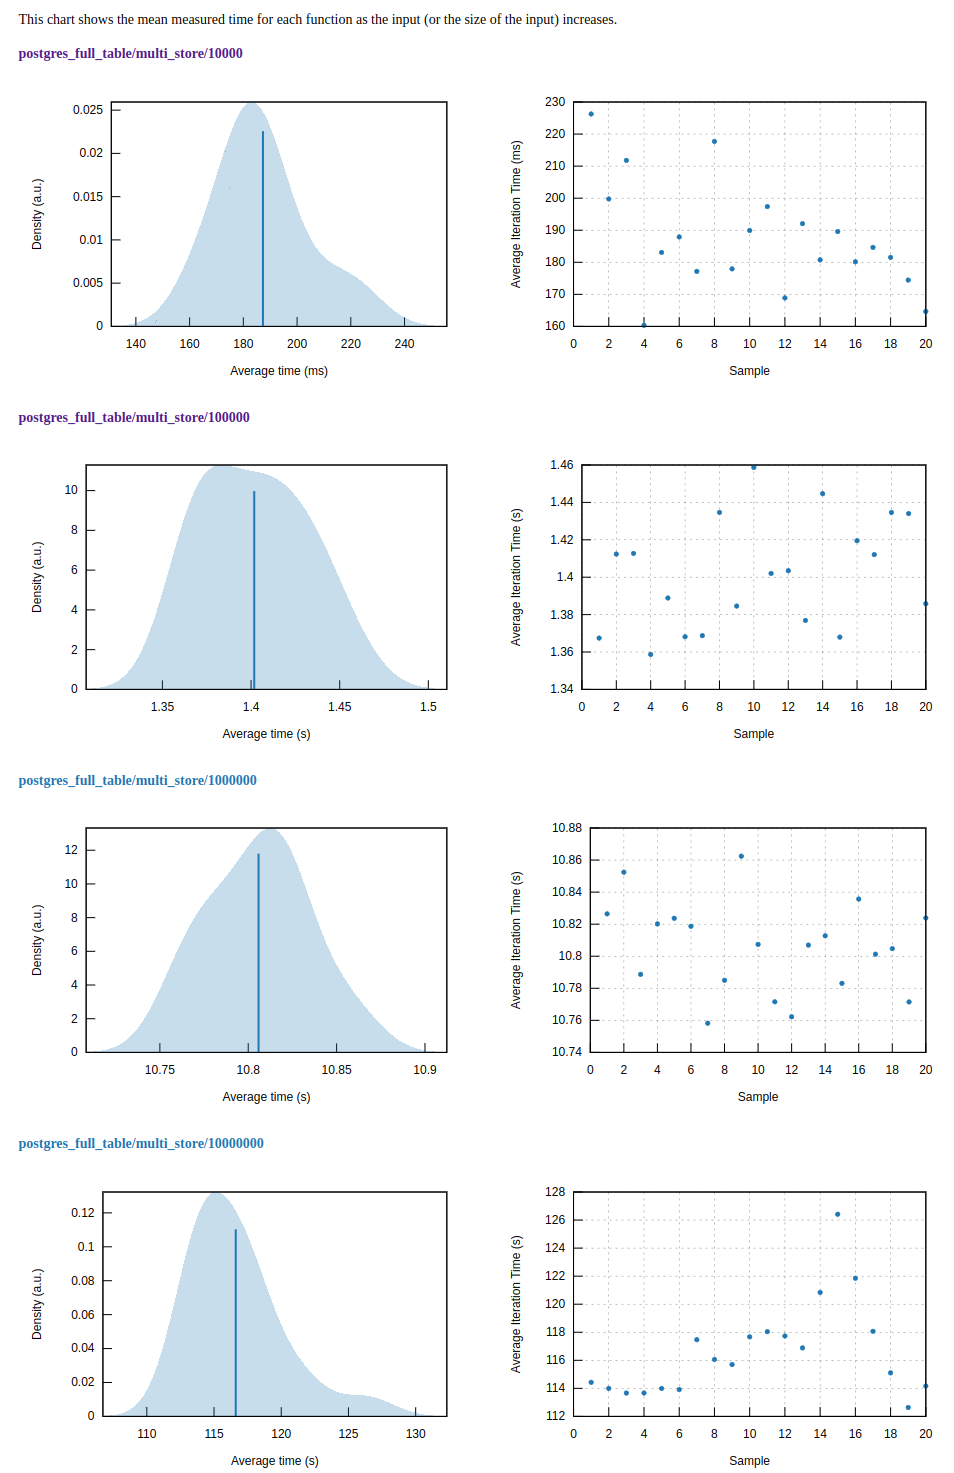 This chart shows the mean measured time for each function as the input (or the size of the input) increases.
postgres_full_table/multi_store/10000
Density (a.u.)
0.025
0.02
0.015
0.01
0.005
0
140 160 180 200 220 240
Average time (ms)
Average Iteration Time (ms)
230
220
210
200
190
180
170
160
0 2 4 6 8 10 12 14 16 18 20
Sample
postgres_full_table/multi_store/100000
Density (a.u.)
10
8
6
4
2
0
1.35 1.4 1.45 1.5
Average time (s)
Average Iteration Time (s)
1.46
1.44
1.42
1.4
1.38
1.36
1.34
0 2 4 6 8 10 12 14 16 18 20
Sample
postgres_full_table/multi_store/1000000
Density (a.u.)
12
10
8
6
4
2
0
10.75 10.8 10.85 10.9
Average time (s)
Average Iteration Time (s)
10.88
10.86
10.84
10.82
10.8
10.78
10.76
10.74
0 2 4 6 8 10 12 14 16 18 20
Sample
postgres_full_table/multi_store/10000000
Density (a.u.)
0.12
0.1
0.08
0.06
0.04
0.02
0
110 115 120 125 130
Average time (s)
Average Iteration Time (s)
128
126
124
122
120
118
116
114
112
0 2 4 6 8 10 12 14 16 18 20
Sample